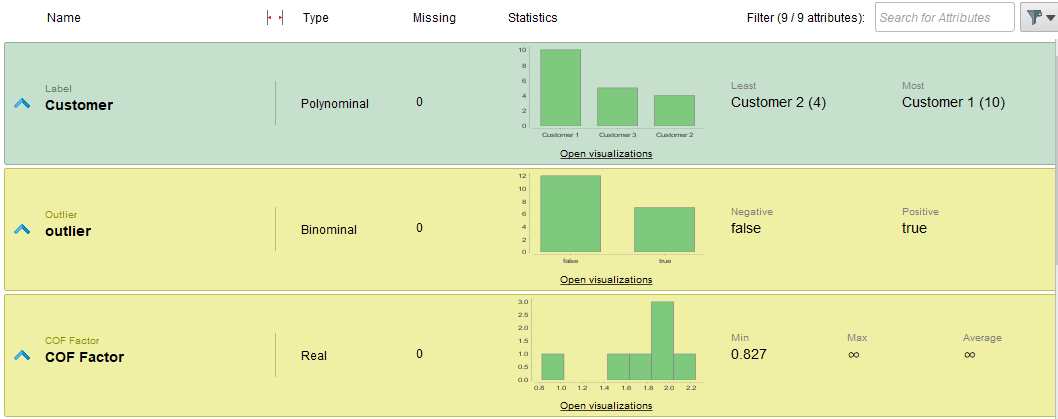 Name Type Missing Statistics Filter (9 / 9 attributes): Search for Attributes
Label
Customer
Polynominal
0
10
8
6
4
2
0
Customer 1 Customer 3 Customer 2
Open visualizations
Least
Customer 2 (4)
Most
Customer 1 (10)
Outlier
outlier
Binominal
0
12
10
8
6
4
2
0
false true
Open visualizations
Negative
false
Positive
true
COF Factor
COF Factor
Real
0
3.0
2.5
2.0
1.5
1.0
0.5
0.0
0.8 1.0 1.2 1.4 1.6 1.8 2.0 2.2
Open visualizations
Min
0.827
Max
∞
Average
∞